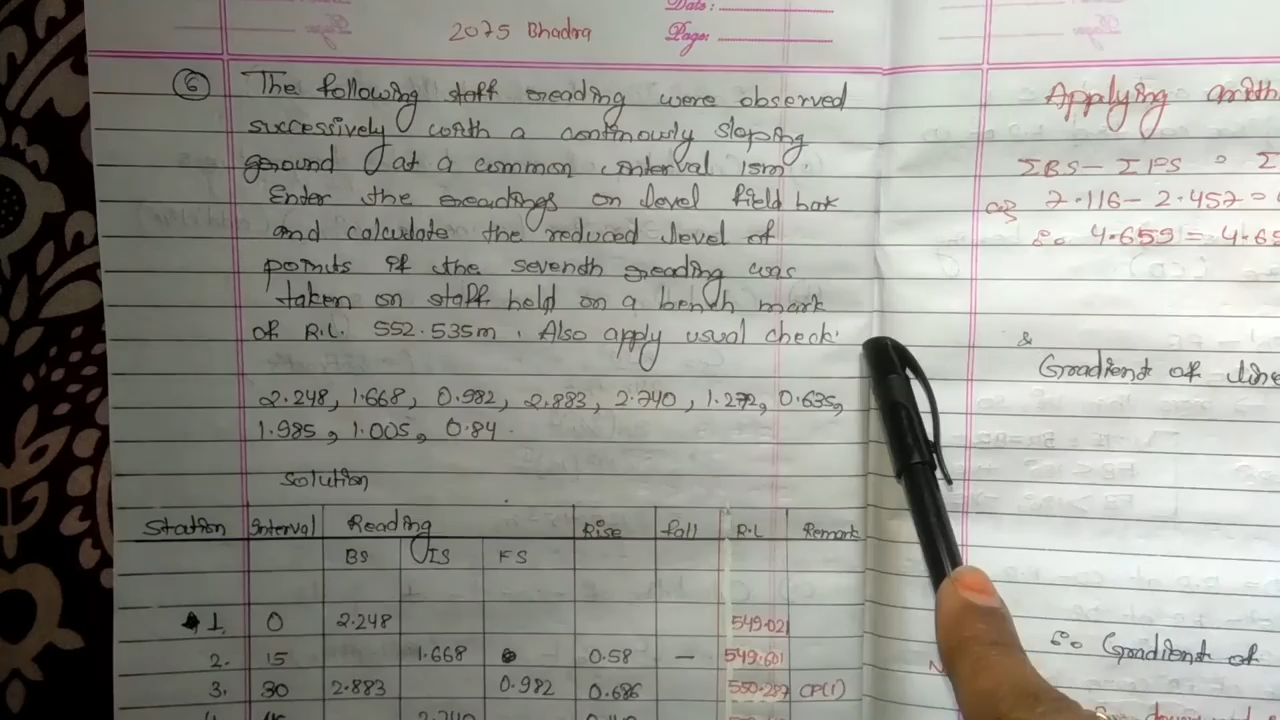 Date:
2075 Bhadra
Page:
6 The following staff reading were observed
successively with a continously sloping
ground at a common interval 15m.
Enter the readings on level field bok
and calculate the reduced level of
points if the seventh reading was
taken on staff held on a bench mark
of R.L. 552.535m. Also apply usual check.
2.248, 1.668, 0.982, 2.883, 2.740, 1.272, 0.635,
1.985, 1.005, 0.84.
Solution
Station Interval Reading Rise fall R.L Remark
BS IS FS
1. 0 2.248 549.021
2. 15 1.668 0.58 — 549.601
3. 30 2.883 0.982 0.686 550.287 CP(1)
Applying arith
ΣBS - ΣFS = Σ
7.116 - 2.457 =
4.659 = 4.65
&
Gradient of line
Gradient of